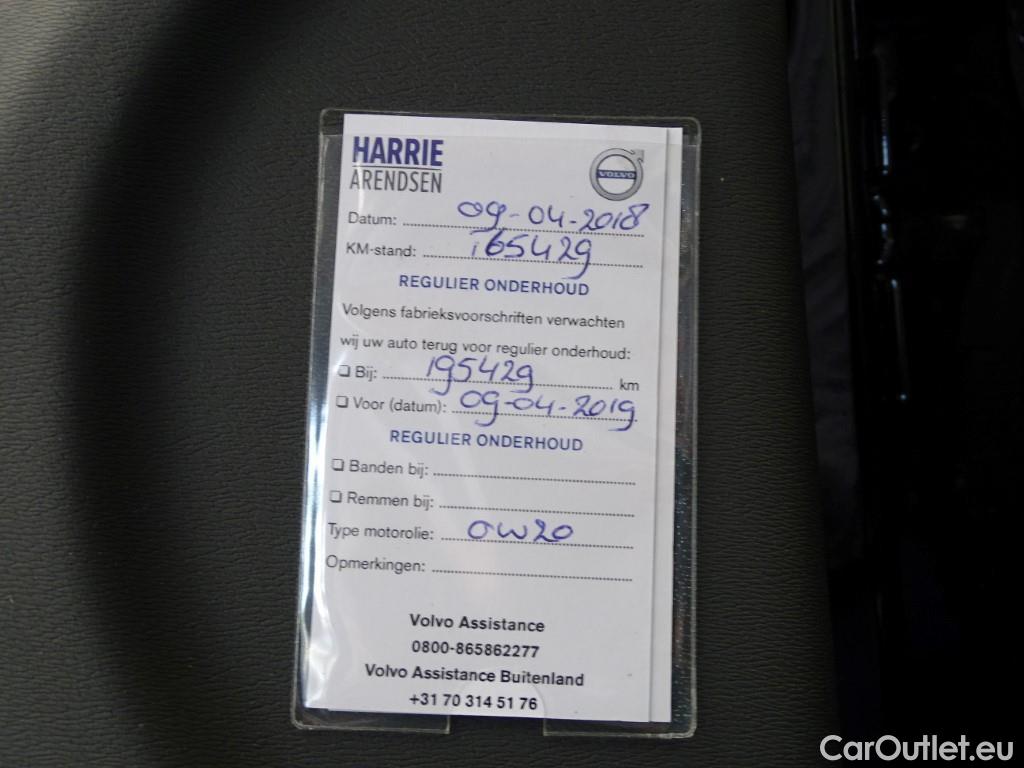 HARRIE
ARENDSEN
VOLVO
Datum: 09-04-2018
KM-stand: 165429
REGULIER ONDERHOUD
Volgens fabrieksvoorschriften verwachten
wij uw auto terug voor regulier onderhoud:
❏ Bij: 195429 km
❏ Voor (datum): 09-04-2019
REGULIER ONDERHOUD
❏ Banden bij:
❏ Remmen bij:
Type motorolie: 0W20
Opmerkingen:
Volvo Assistance
0800-865862277
Volvo Assistance Buitenland
+31 70 314 51 76
CarOutlet.eu